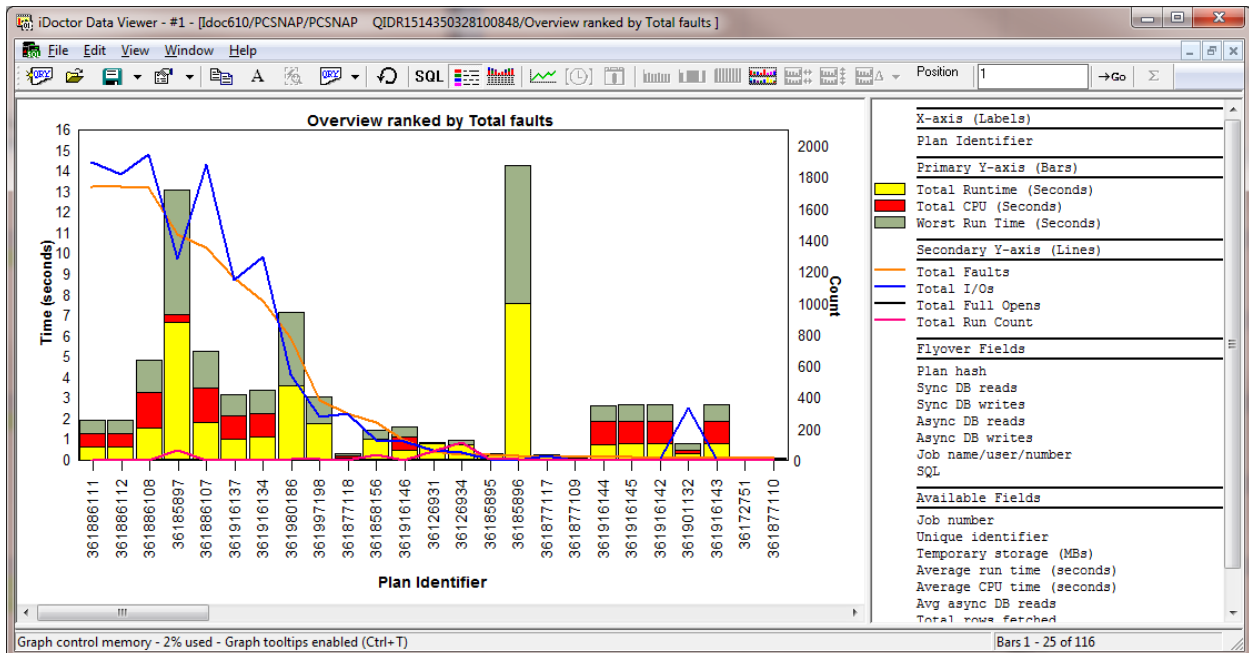 iDoctor Data Viewer - #1 - [Idoc610/PCSNAP/PCSNAP QIDR1514350328100848/Overview ranked by Total faults ]
File Edit View Window Help
QRY A QRY SQL Position 1 →Go Σ
Overview ranked by Total faults
16
15
14
13
12
11
10
9
8
7
6
5
4
3
2
1
0
Time (seconds)
2000
1800
1600
1400
1200
1000
800
600
400
200
0
Count
361886111
361886112
361886108
36185897
361886107
361916137
361916134
361980186
361997198
361877118
361858156
361916146
36126931
36126934
36185895
36185896
361877117
361877109
361916144
361916145
361916142
361901132
361916143
36172751
361877110
Plan Identifier
X-axis (Labels)
Plan Identifier
Primary Y-axis (Bars)
Total Runtime (Seconds)
Total CPU (Seconds)
Worst Run Time (Seconds)
Secondary Y-axis (Lines)
Total Faults
Total I/Os
Total Full Opens
Total Run Count
Flyover Fields
Plan hash
Sync DB reads
Sync DB writes
Async DB reads
Async DB writes
Job name/user/number
SQL
Available Fields
Job number
Unique identifier
Temporary storage (MBs)
Average run time (seconds)
Average CPU time (seconds)
Avg async DB reads
Total rows fetched
Graph control memory - 2% used - Graph tooltips enabled (Ctrl+T)
Bars 1 - 25 of 116